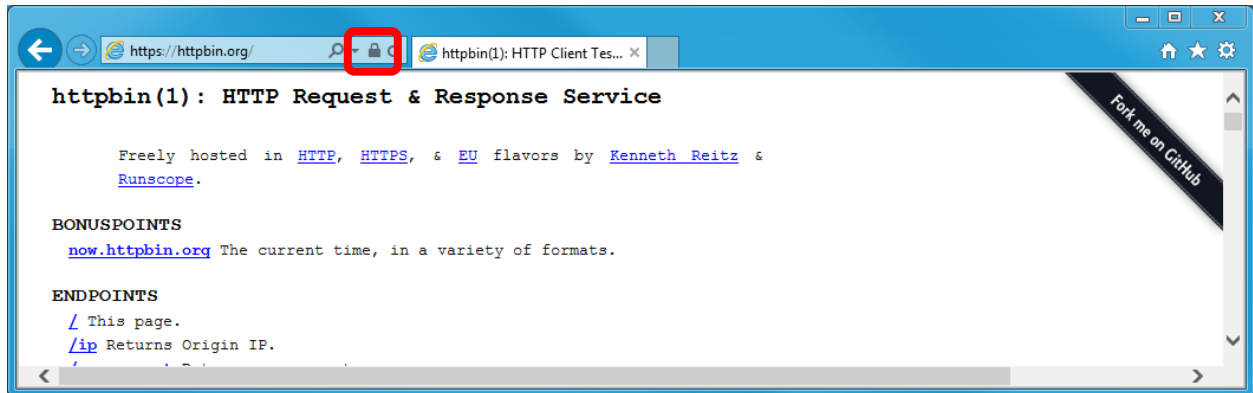 https://httpbin.org/
httpbin(1): HTTP Client Tes...
httpbin(1): HTTP Request & Response Service
Fork me on GitHub
Freely hosted in HTTP, HTTPS, & EU flavors by Kenneth Reitz &
Runscope.
BONUSPOINTS
now.httpbin.org The current time, in a variety of formats.
ENDPOINTS
/ This page.
/ip Returns Origin IP.